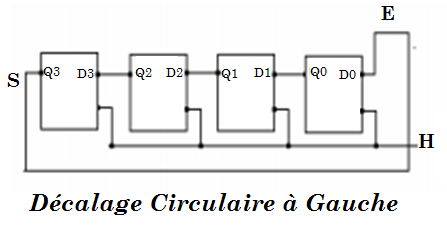 E
S Q3 D3 Q2 D2 Q1 D1 Q0 D0
H
Décalage Circulaire à Gauche